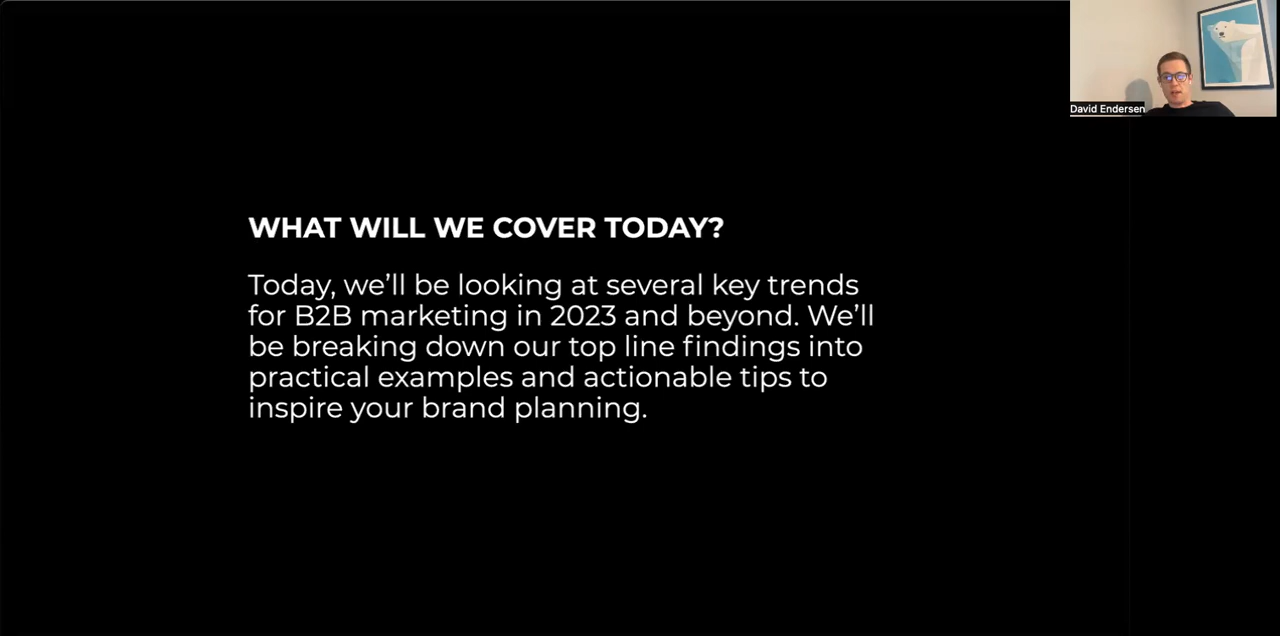 David Endersen
WHAT WILL WE COVER TODAY?
Today, we’ll be looking at several key trends
for B2B marketing in 2023 and beyond. We’ll
be breaking down our top line findings into
practical examples and actionable tips to
inspire your brand planning.